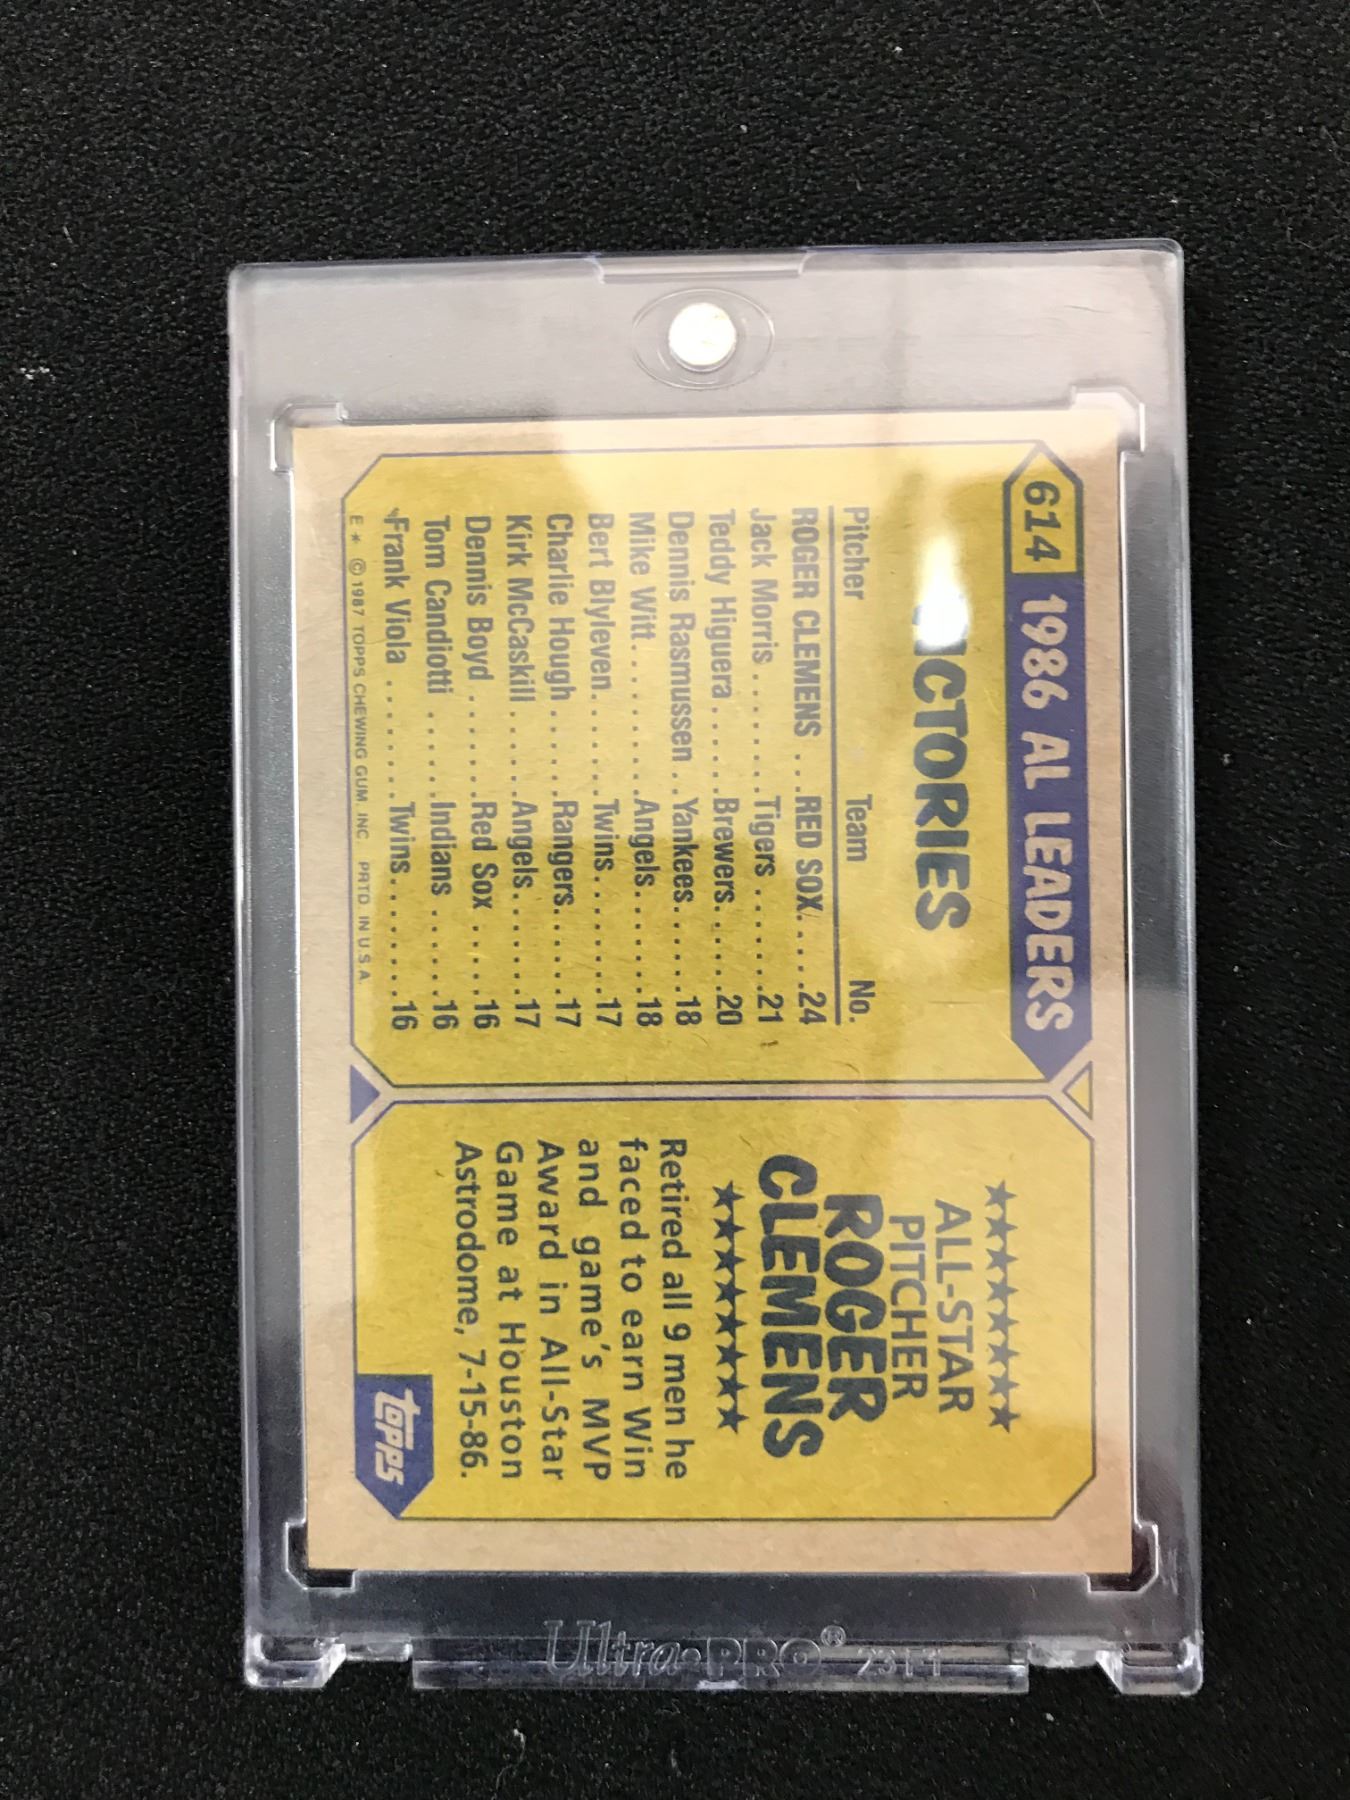 614 1986 AL LEADERS
CTORIES
Pitcher Team No.
ROGER CLEMENS . . . RED SOX. . . . . 24
Jack Morris . . . . . . . . Tigers . . . . . . . 21
Teddy Higuera. . . . . . . Brewers. . . . . . 20
Dennis Rasmussen . . Yankees. . . . . . 18
Mike Witt. . . . . . . . . . Angels. . . . . . . 18
Bert Blyleven. . . . . . . Twins . . . . . . . . 17
Charlie Hough . . . . . . Rangers. . . . . . 17
Kirk McCaskill . . . . . . Angels. . . . . . . 17
Dennis Boyd . . . . . . . Red Sox . . . . . 16
Tom Candiotti . . . . . . Indians . . . . . . 16
Frank Viola . . . . . . . . Twins. . . . . . . . 16
E * © 1987 TOPPS CHEWING GUM, INC. PRTD. IN U.S.A.
ALL-STAR
PITCHER
ROGER
CLEMENS
Retired all 9 men he
faced to earn Win
and game's MVP
Award in All-Star
Game at Houston
Astrodome, 7-15-86.
topps
Ultra•PRO®